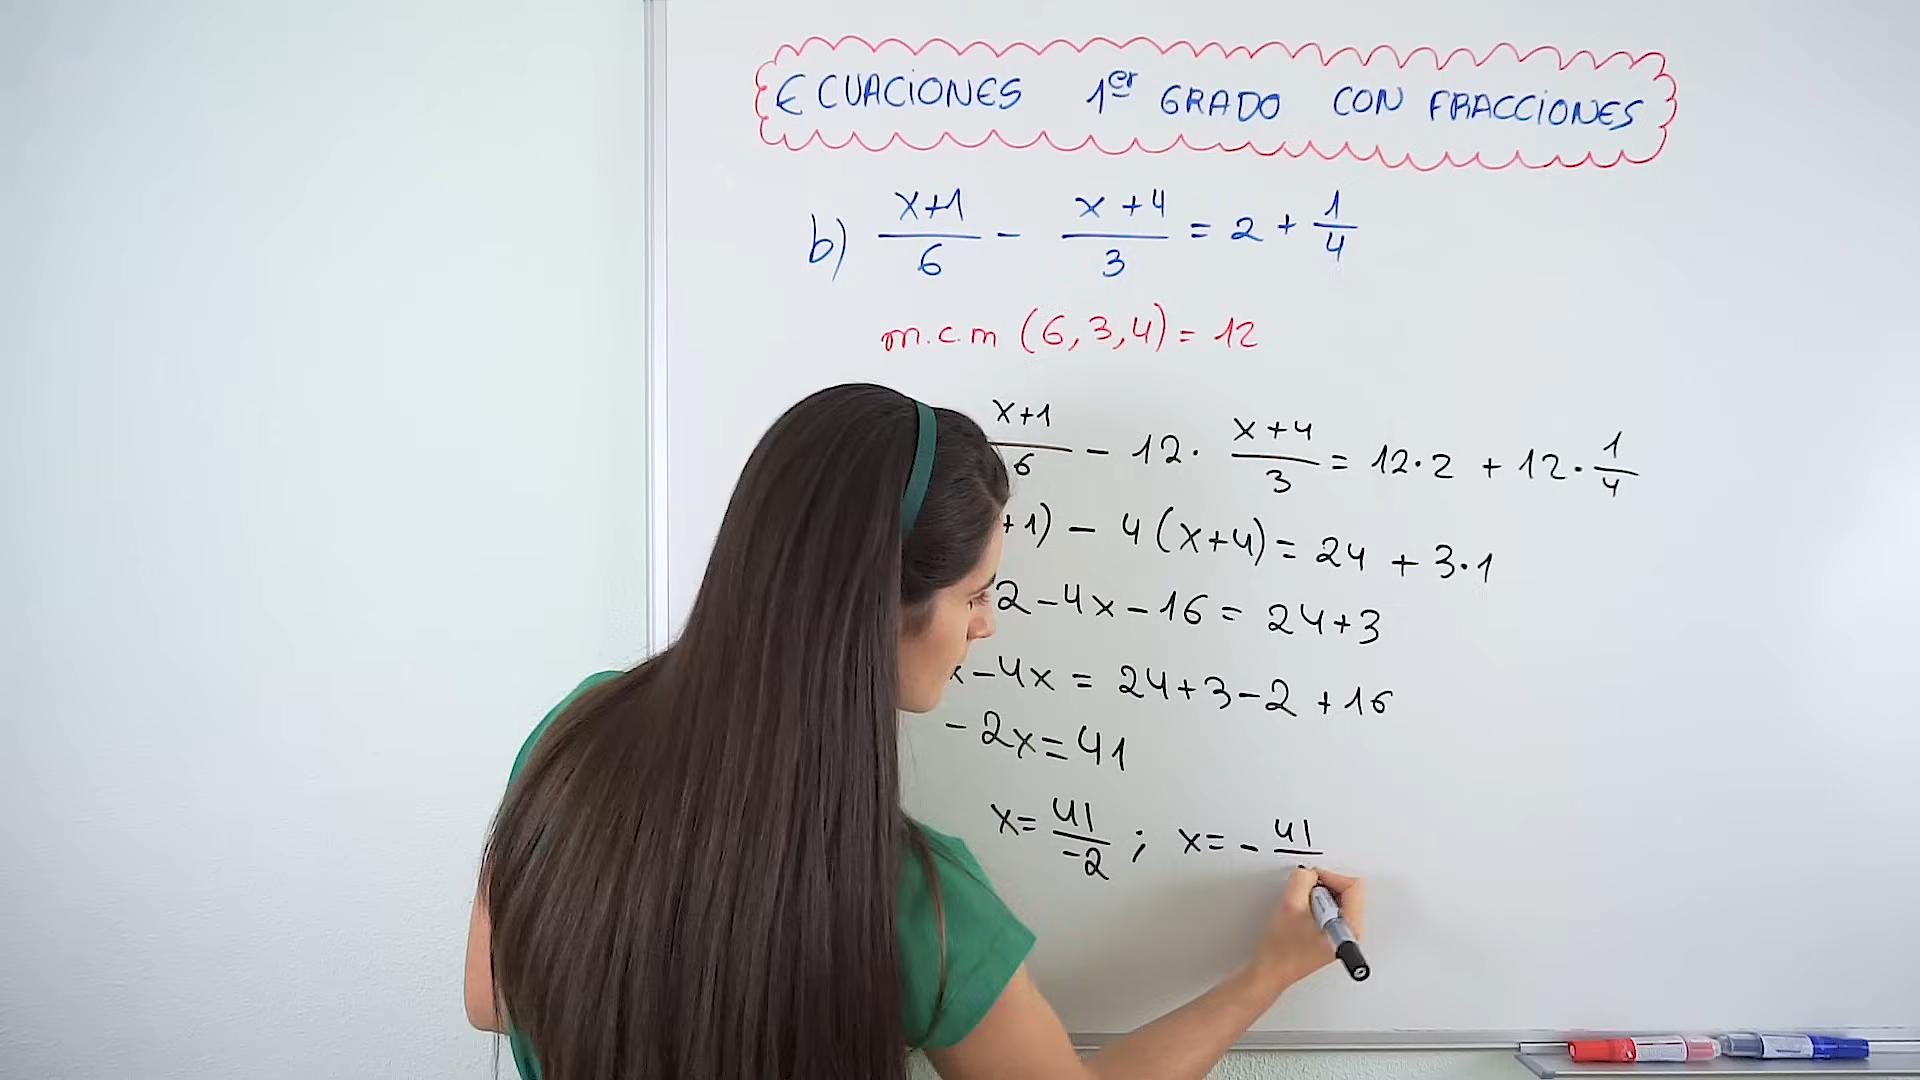 ECUACIONES 1er GRADO CON FRACCIONES
b) x+1/6 - x+4/3 = 2 + 1/4
m.c.m (6,3,4) = 12
x+1/6 - 12· x+4/3 = 12·2 + 12·1/4
+1) - 4(x+4) = 24 + 3·1
2-4x-16 = 24+3
x-4x = 24+3-2+16
-2x=41
x=41/-2 ; x=-41/